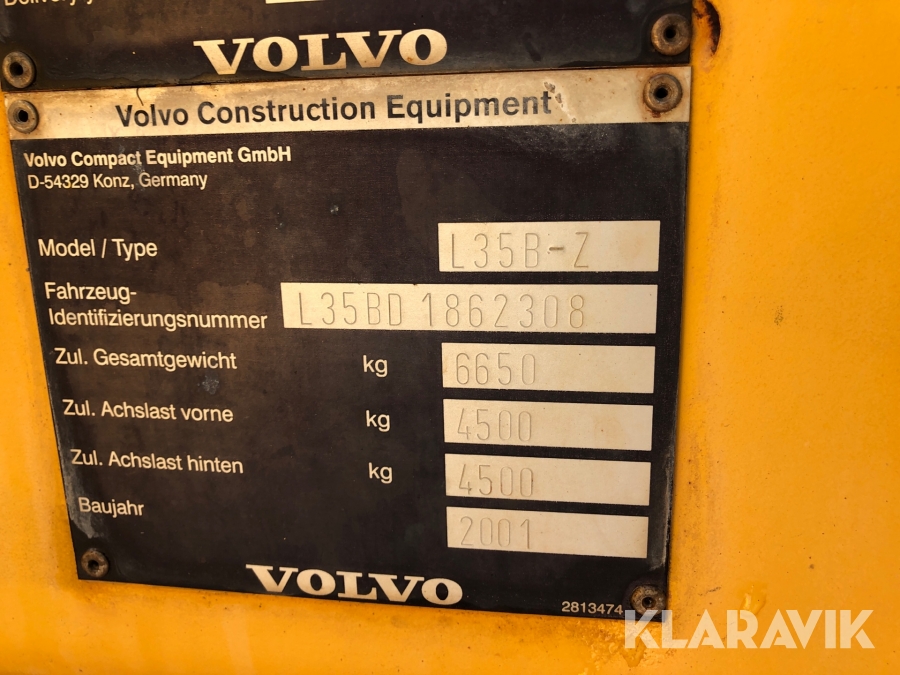 VOLVO
Volvo Construction Equipment
Volvo Compact Equipment GmbH
D-54329 Konz, Germany
Model / Type L35B-Z
Fahrzeug-
Identifizierungsnummer L35BD 1862308
Zul. Gesamtgewicht kg 6650
Zul. Achslast vorne kg 4500
Zul. Achslast hinten kg 4500
Baujahr 2001
VOLVO
2813474
KLARAVIK